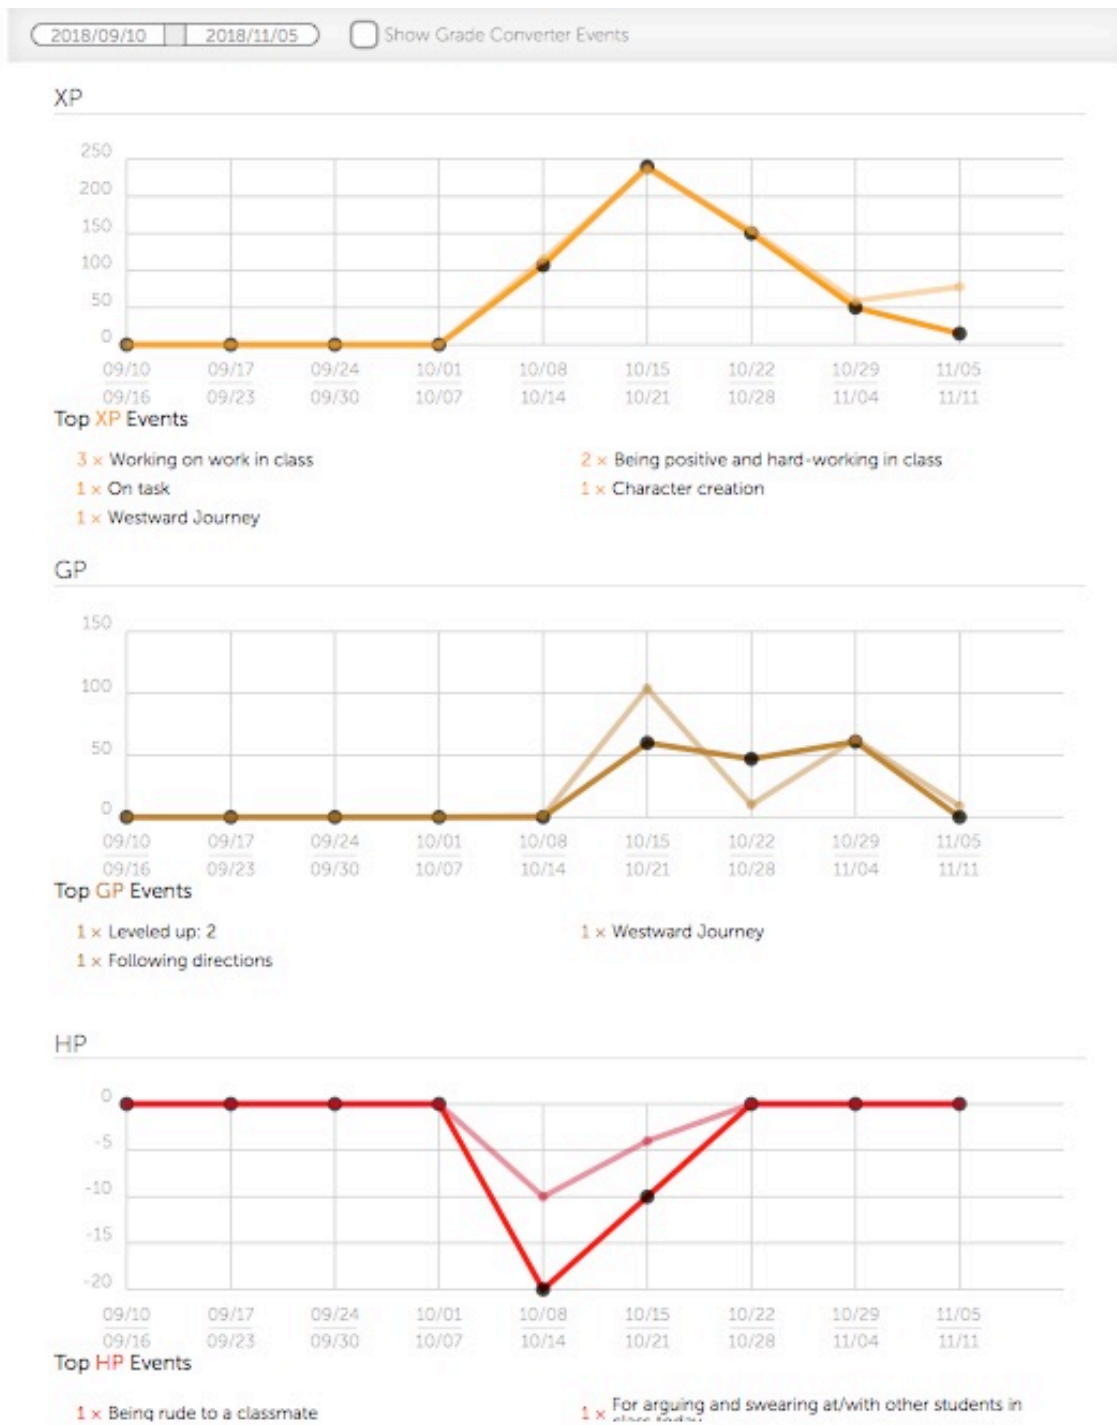 2018/09/10 2018/11/05 Show Grade Converter Events
XP
250
200
150
100
50
0
09/10 09/17 09/24 10/01 10/08 10/15 10/22 10/29 11/05
09/16 09/23 09/30 10/07 10/14 10/21 10/28 11/04 11/11
Top XP Events
3 × Working on work in class 2 × Being positive and hard-working in class
1 × On task 1 × Character creation
1 × Westward Journey
GP
150
100
50
0
09/10 09/17 09/24 10/01 10/08 10/15 10/22 10/29 11/05
09/16 09/23 09/30 10/07 10/14 10/21 10/28 11/04 11/11
Top GP Events
1 × Leveled up: 2 1 × Westward Journey
1 × Following directions
HP
0
-5
-10
-15
-20
09/10 09/17 09/24 10/01 10/08 10/15 10/22 10/29 11/05
09/16 09/23 09/30 10/07 10/14 10/21 10/28 11/04 11/11
Top HP Events
1 × Being rude to a classmate 1 × For arguing and swearing at/with other students in
class today